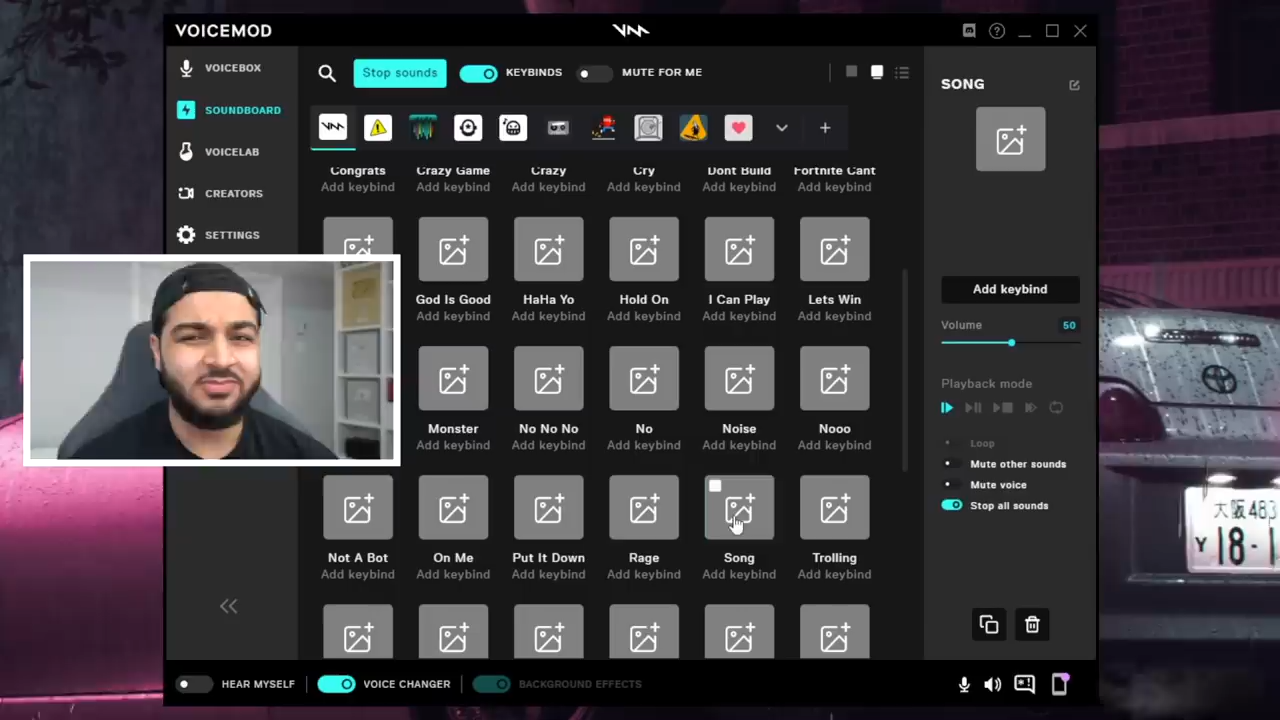 VOICEMOD
VOICEBOX
SOUNDBOARD
VOICELAB
CREATORS
SETTINGS
Stop sounds
KEYBINDS
MUTE FOR ME
Congrats
Crazy Game
Crazy
Cry
Dont Build
Fortnite Cant
Add keybind
Add keybind
Add keybind
Add keybind
Add keybind
Add keybind
God Is Good
HaHa Yo
Hold On
I Can Play
Lets Win
Add keybind
Add keybind
Add keybind
Add keybind
Add keybind
Monster
No No No
No
Noise
Nooo
Add keybind
Add keybind
Add keybind
Add keybind
Add keybind
Not A Bot
On Me
Put It Down
Rage
Song
Trolling
Add keybind
Add keybind
Add keybind
Add keybind
Add keybind
Add keybind
SONG
Add keybind
Volume
50
Playback mode
Loop
Mute other sounds
Mute voice
Stop all sounds
HEAR MYSELF
VOICE CHANGER
BACKGROUND EFFECTS
大阪 483
Y 18-1